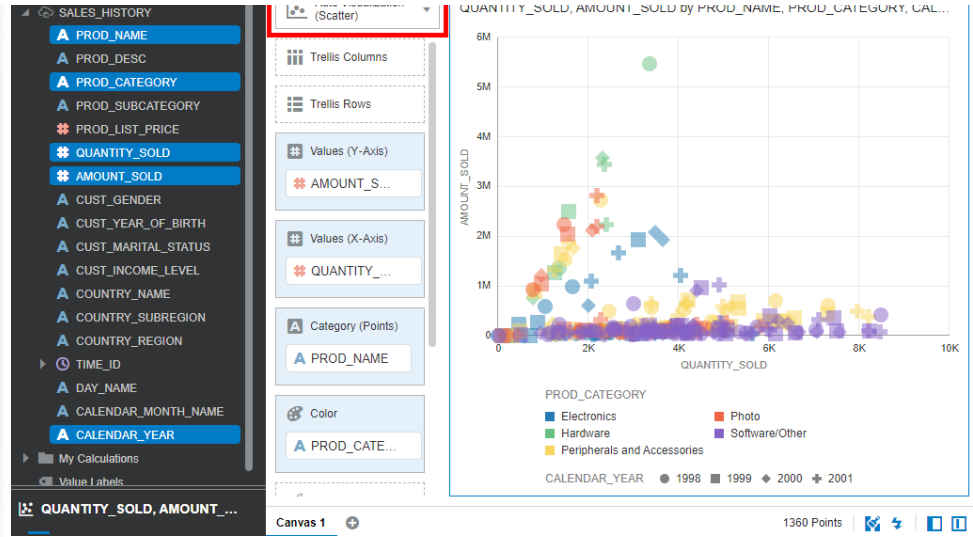 SALES_HISTORY
A PROD_NAME
A PROD_DESC
A PROD_CATEGORY
A PROD_SUBCATEGORY
# PROD_LIST_PRICE
# QUANTITY_SOLD
# AMOUNT_SOLD
A CUST_GENDER
A CUST_YEAR_OF_BIRTH
A CUST_MARITAL_STATUS
A CUST_INCOME_LEVEL
A COUNTRY_NAME
A COUNTRY_SUBREGION
A COUNTRY_REGION
TIME_ID
A DAY_NAME
A CALENDAR_MONTH_NAME
A CALENDAR_YEAR
My Calculations
Value Labels
QUANTITY_SOLD, AMOUNT_...
Auto Visualization
(Scatter)
Trellis Columns
Trellis Rows
# Values (Y-Axis)
# AMOUNT_S...
# Values (X-Axis)
# QUANTITY_...
A Category (Points)
A PROD_NAME
Color
A PROD_CATE...
QUANTITY_SOLD, AMOUNT_SOLD by PROD_NAME, PROD_CATEGORY, CAL...
6M
5M
4M
3M
2M
1M
0
AMOUNT_SOLD
0 2K 4K 6K 8K 10K
QUANTITY_SOLD
PROD_CATEGORY
Electronics Photo
Hardware Software/Other
Peripherals and Accessories
CALENDAR_YEAR 1998 1999 2000 2001
Canvas 1
1360 Points